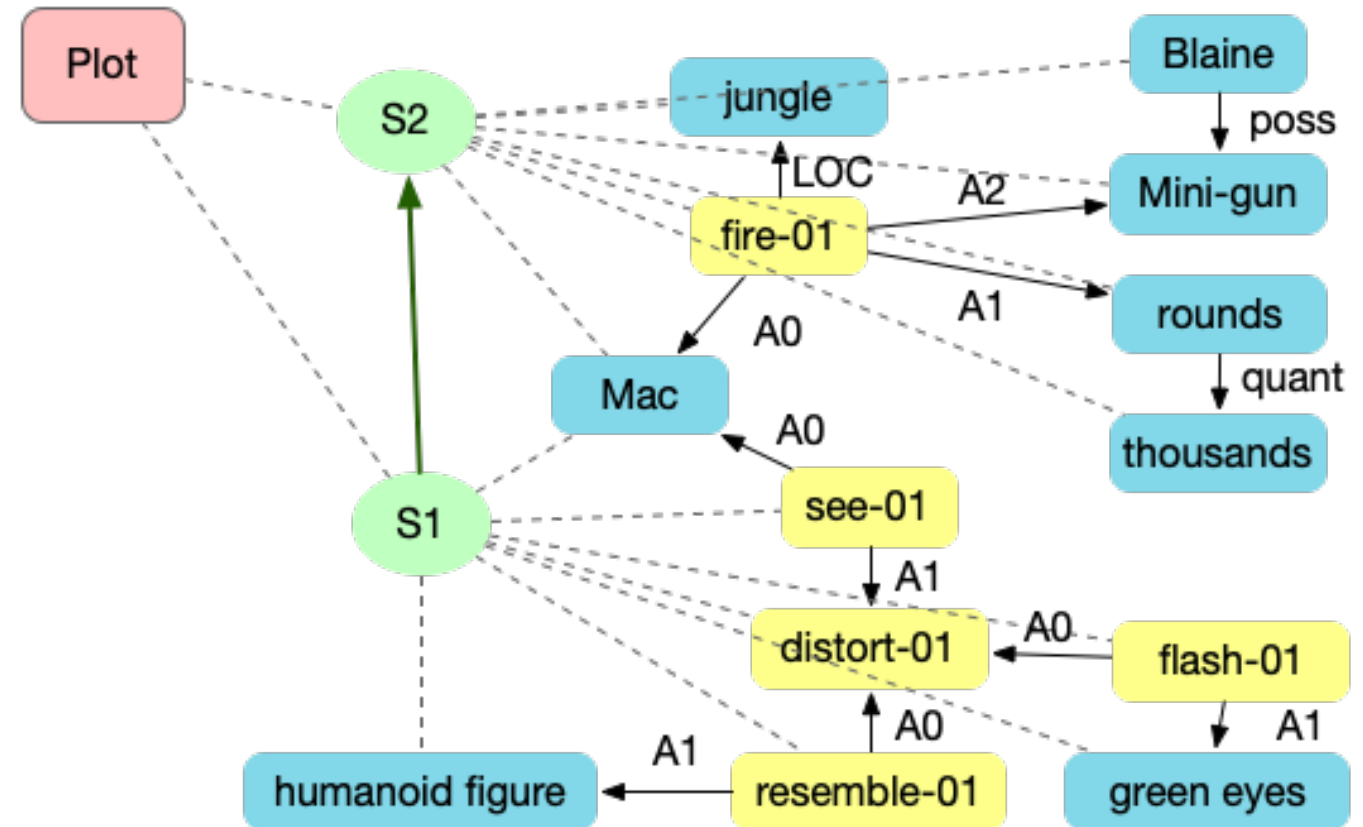 Plot
Blaine
S2
jungle
poss
LOC
A2
Mini-gun
fire-01
A1
rounds
A0
quant
Mac
A0
thousands
see-01
S1
A1
distort-01
A0
flash-01
A0
A1
A1
humanoid figure
resemble-01
green eyes